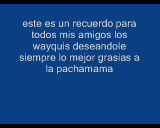 este es un recuerdo para
todos mis amigos los
wayquis deseandole
siempre lo mejor grasias a
la pachamama